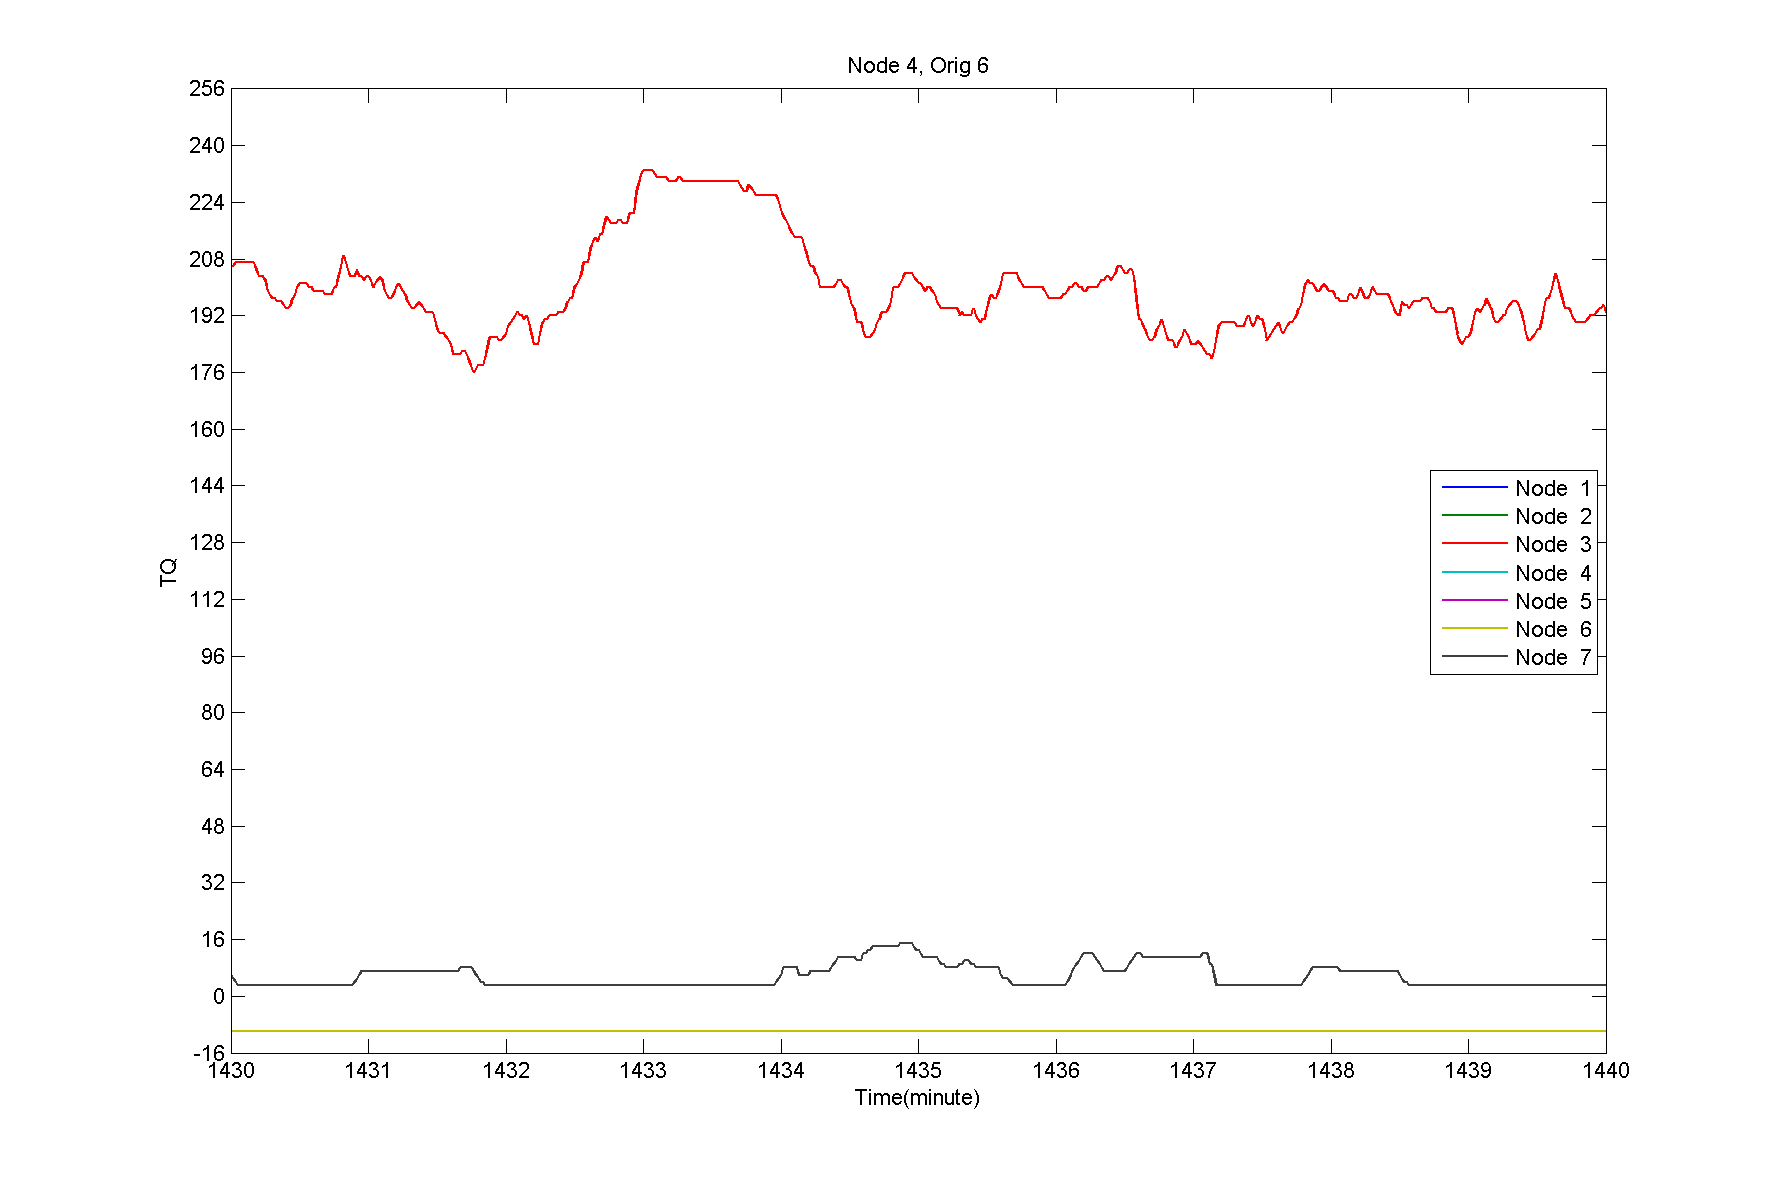 Node 4, Orig 6
256
240
224
208
192
176
160
144
128
112
96
80
64
48
32
16
0
-16
TQ
Node 1
Node 2
Node 3
Node 4
Node 5
Node 6
Node 7
1430 1431 1432 1433 1434 1435 1436 1437 1438 1439 1440
Time(minute)